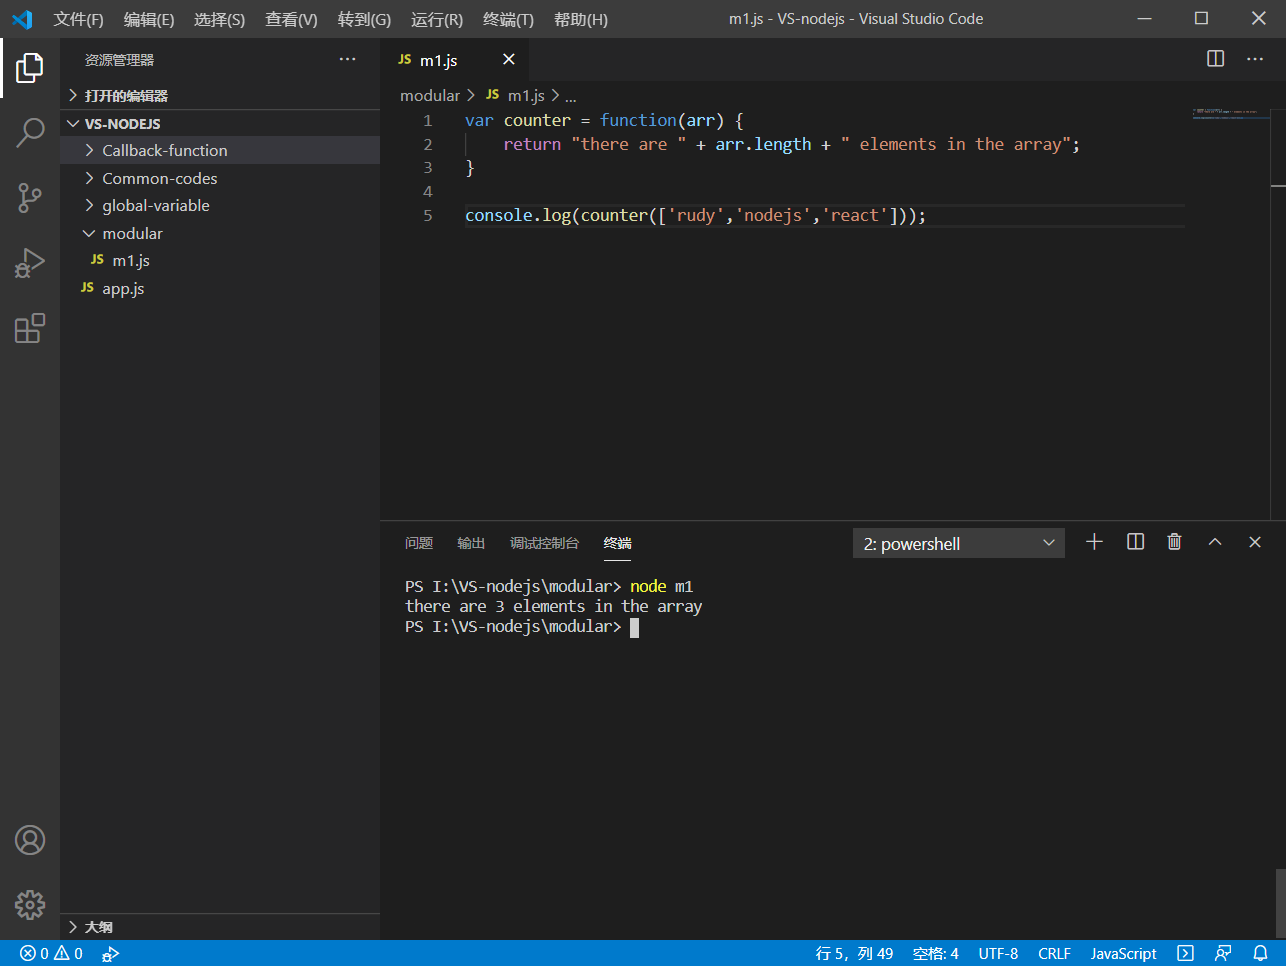 文件(F) 编辑(E) 选择(S) 查看(V) 转到(G) 运行(R) 终端(T) 帮助(H) m1.js - VS-nodejs - Visual Studio Code
资源管理器
打开的编辑器
VS-NODEJS
Callback-function
Common-codes
global-variable
modular
JS m1.js
JS app.js
大纲
JS m1.js
modular > JS m1.js > ...
1 var counter = function(arr) {
2 return "there are " + arr.length + " elements in the array";
3 }
4
5 console.log(counter(['rudy','nodejs','react']));
问题 输出 调试控制台 终端 2: powershell
PS I:\VS-nodejs\modular> node m1
there are 3 elements in the array
PS I:\VS-nodejs\modular>
0 0 行 5，列 49 空格: 4 UTF-8 CRLF JavaScript